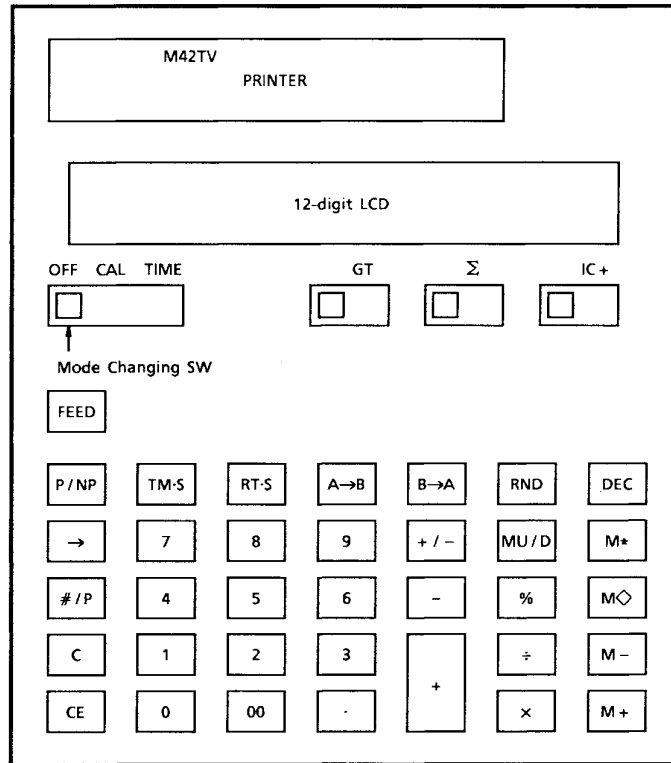 M42TV
PRINTER
12-digit LCD
OFF CAL TIME GT Σ IC +
Mode Changing SW
FEED
P / NP TM·S RT·S A→B B→A RND DEC
→ 7 8 9 + / − MU / D M*
# / P 4 5 6 − % M◇
C 1 2 3 ÷ M −
+
CE 0 00 · × M +